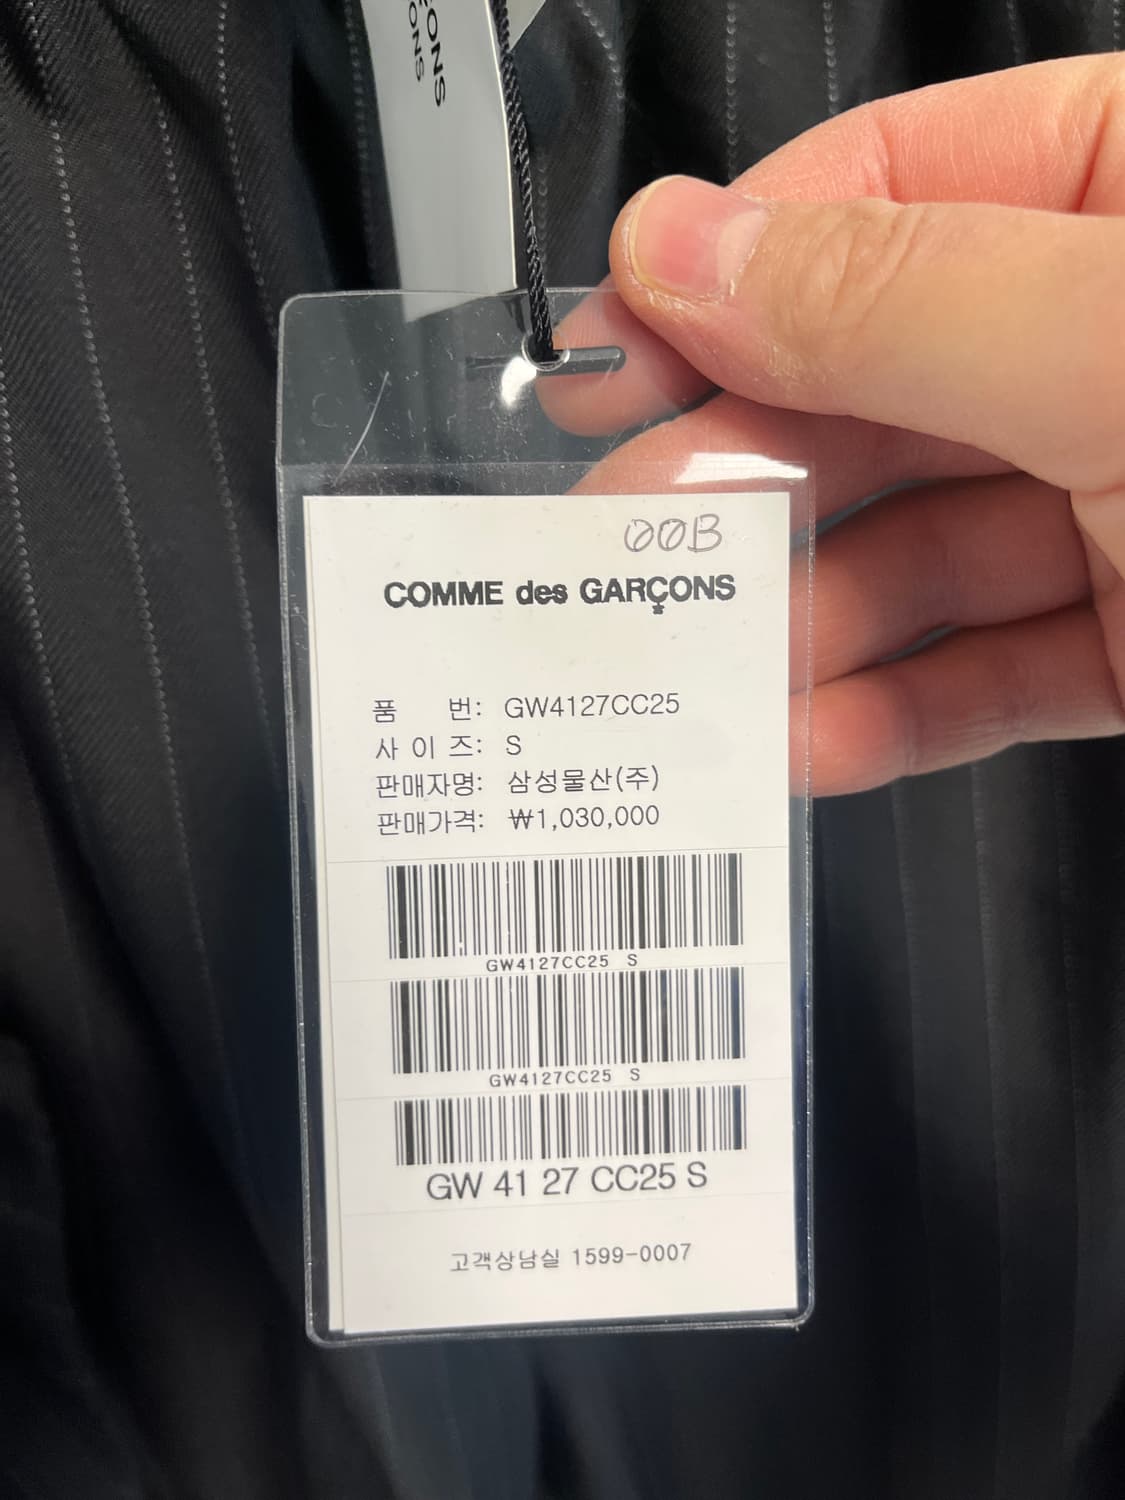 ÇONS
ONS
00B
COMME des GARÇONS
품 번: GW4127CC25
사 이 즈: S
판매자명: 삼성물산(주)
판매가격: ₩1,030,000
GW4127CC25 S
GW4127CC25 S
GW 41 27 CC25 S
고객상담실 1599-0007